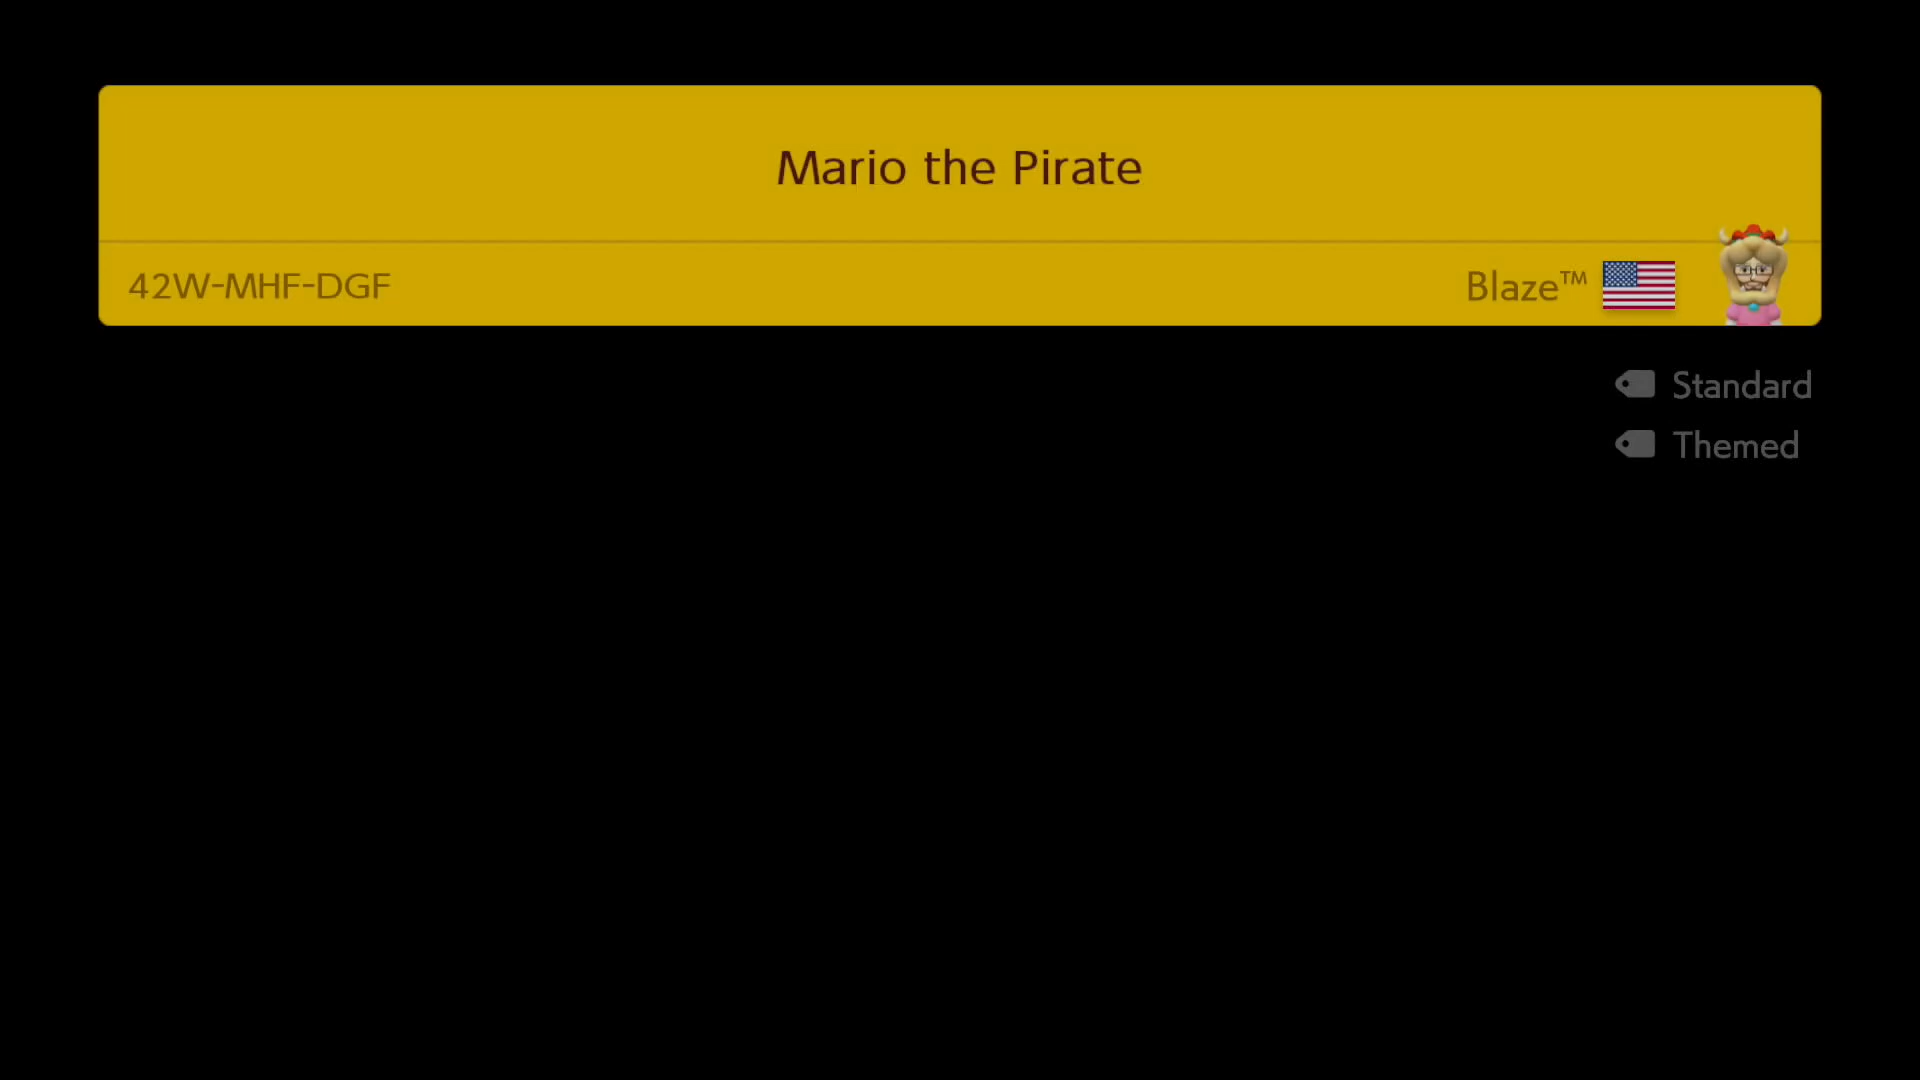 Mario the Pirate
42W-MHF-DGF
Blaze™
Standard
Themed